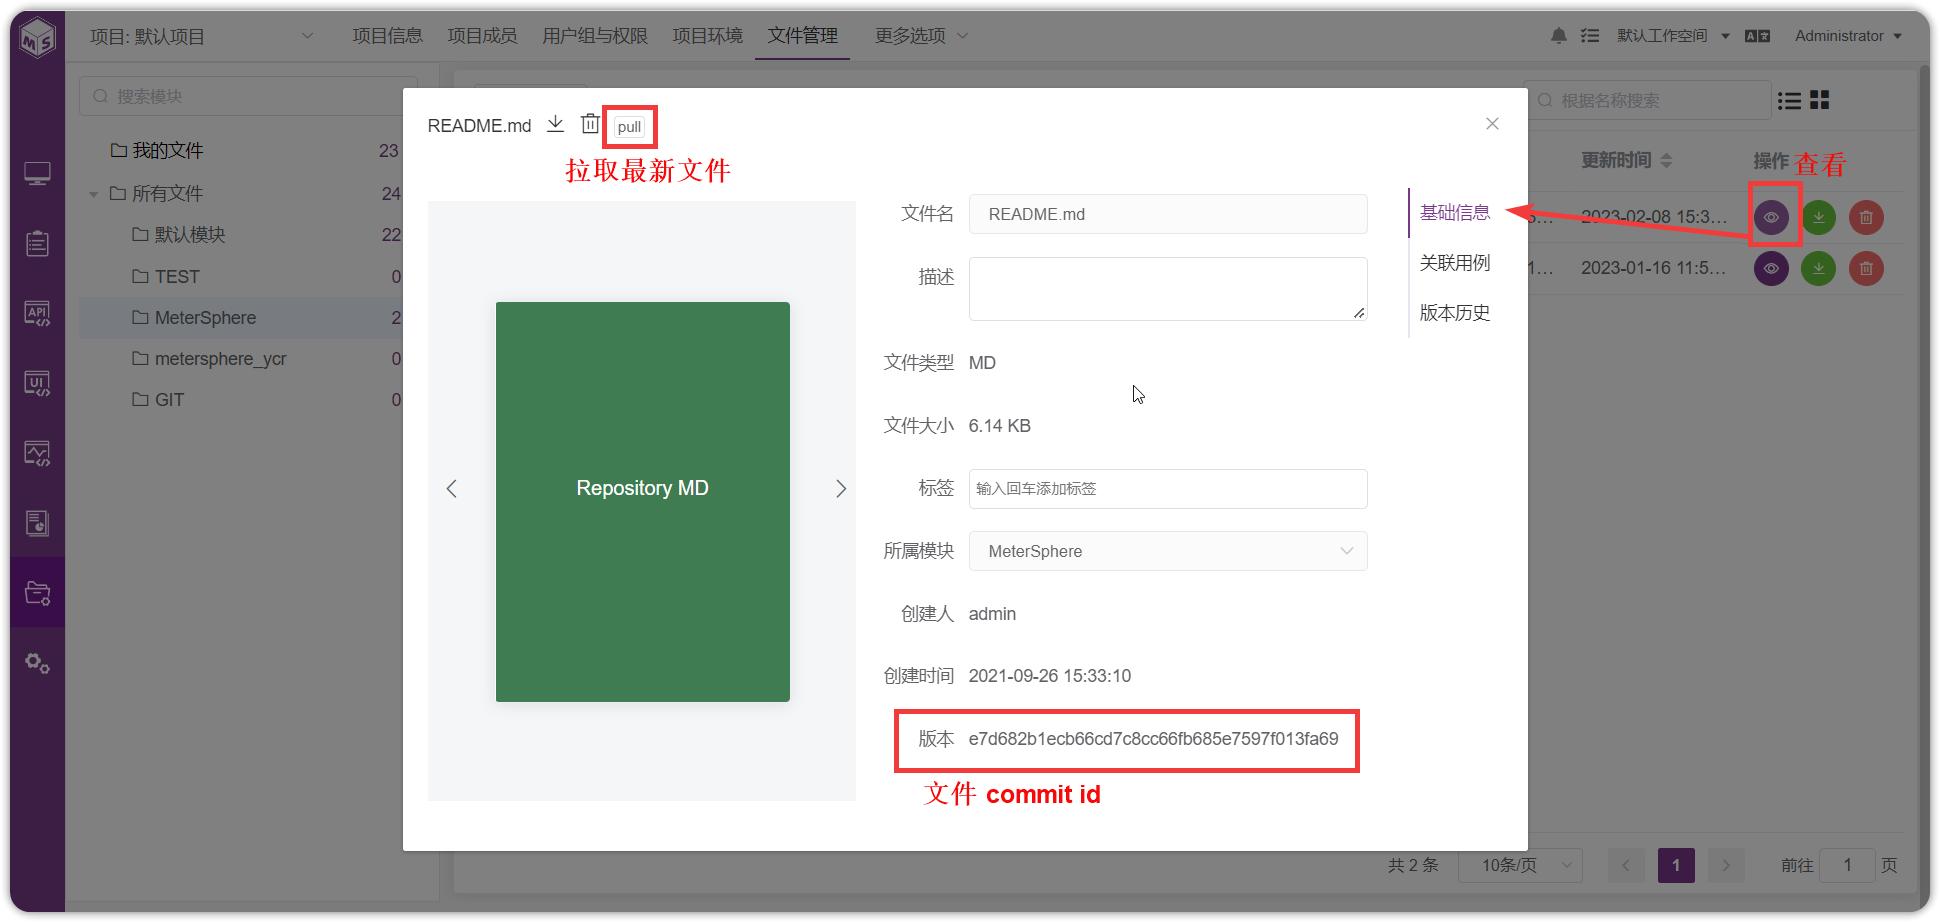 MS
项目: 默认项目
项目信息
项目成员
用户组与权限
项目环境
文件管理
更多选项
默认工作空间
Administrator
搜索模块
我的文件 23
所有文件 24
默认模块 22
TEST 0
MeterSphere 2
metersphere_ycr 0
GIT 0
API
UI
根据名称搜索
更新时间
操作
查看
5... 2023-02-08 15:3...
1... 2023-01-16 11:5...
README.md
pull
拉取最新文件
Repository MD
文件名 README.md
描述
文件类型 MD
文件大小 6.14 KB
标签 输入回车添加标签
所属模块 MeterSphere
创建人 admin
创建时间 2021-09-26 15:33:10
版本 e7d682b1ecb66cd7c8cc66fb685e7597f013fa69
文件 commit id
基础信息
关联用例
版本历史
共 2 条
10条/页
1
前往 1 页